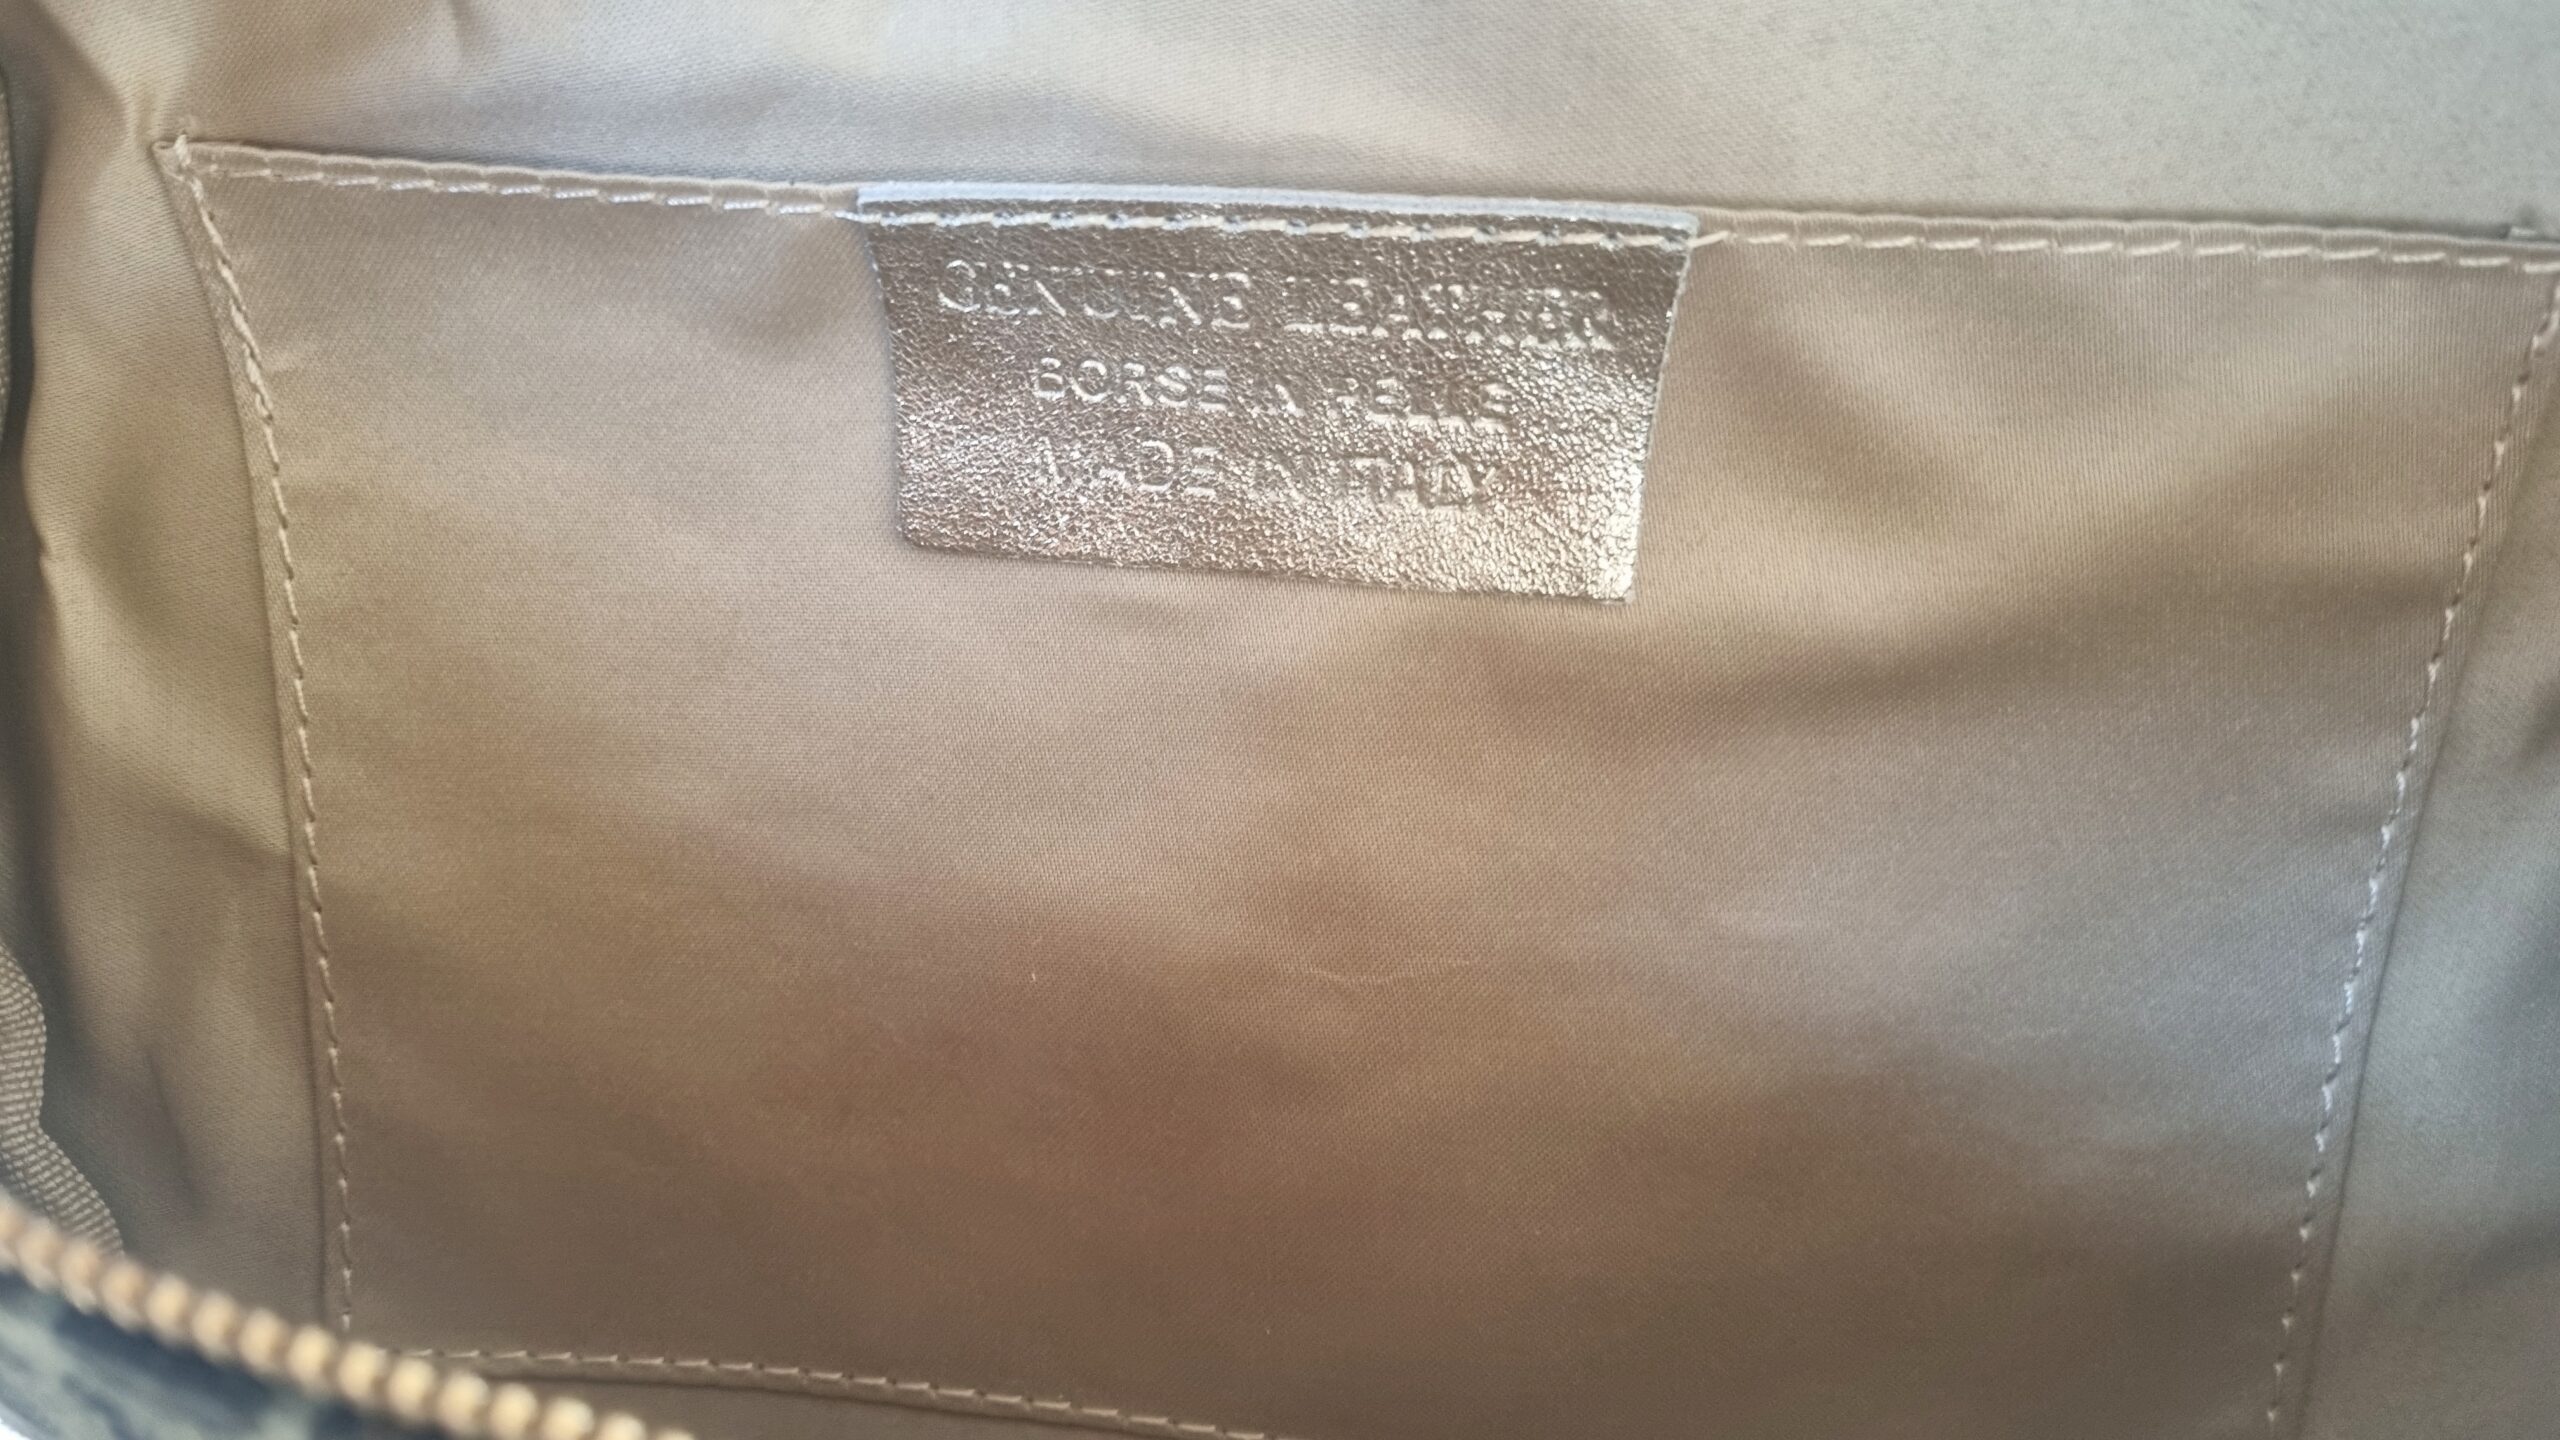 GENUINE LEATHER
BORSE IN PELLE
MADE IN ITALY